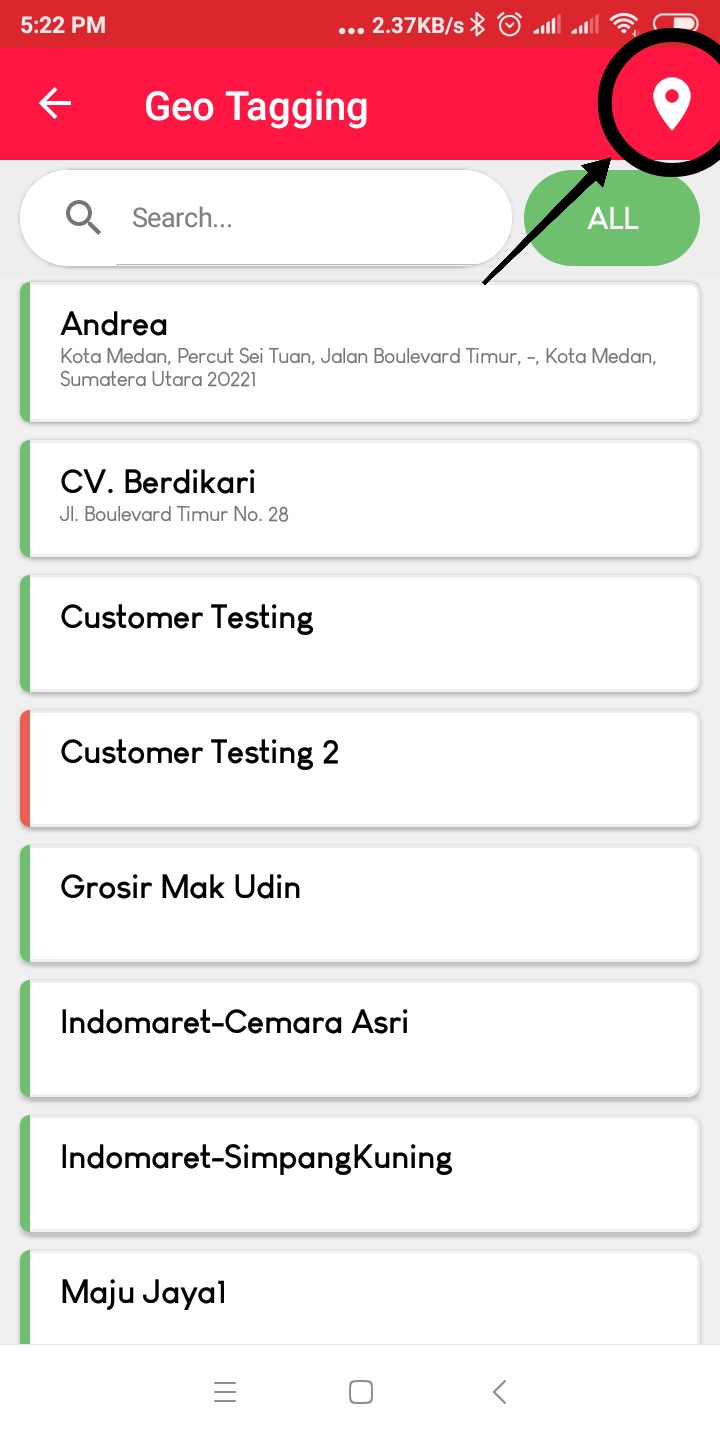 5:22 PM
... 2.37KB/s
Geo Tagging
Search...
ALL
Andrea
Kota Medan, Percut Sei Tuan, Jalan Boulevard Timur, -, Kota Medan,
Sumatera Utara 20221
CV. Berdikari
Jl. Boulevard Timur No. 28
Customer Testing
Customer Testing 2
Grosir Mak Udin
Indomaret-Cemara Asri
Indomaret-SimpangKuning
Maju Jaya1